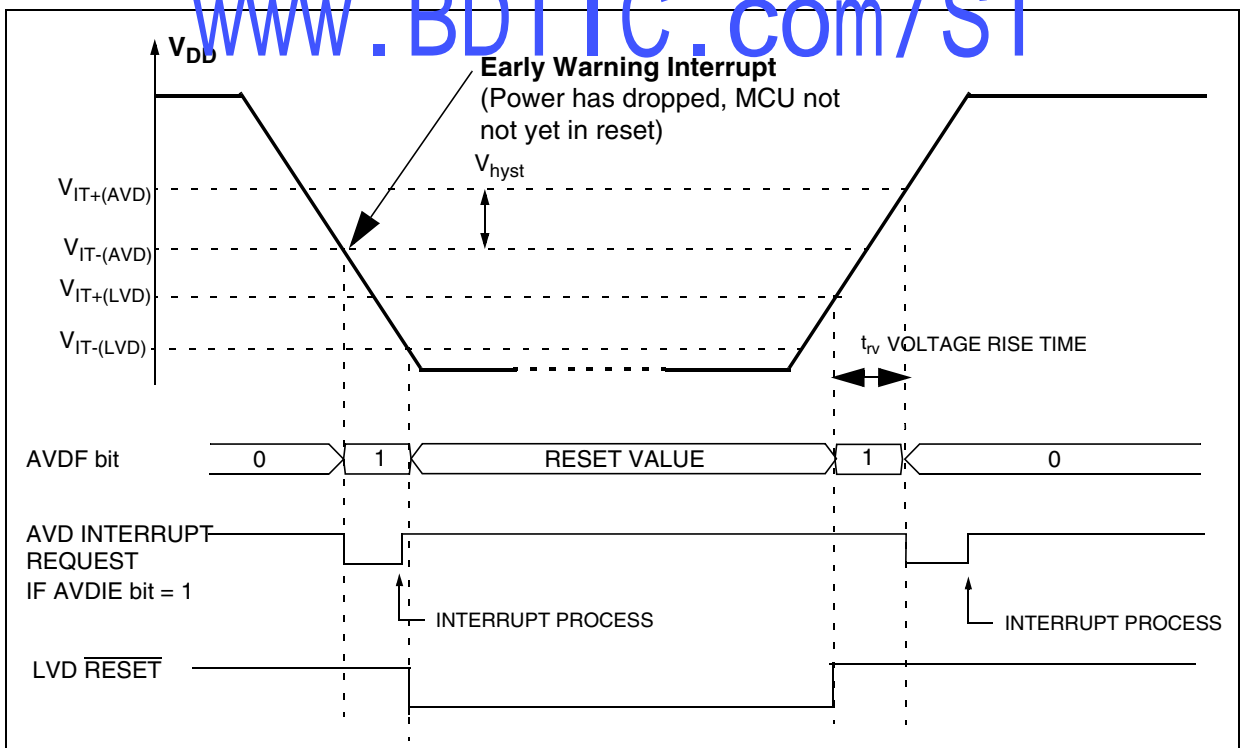 WWW.BDTIC.com/ST
VDD
Early Warning Interrupt
(Power has dropped, MCU not
not yet in reset)
Vhyst
VIT+(AVD)
VIT-(AVD)
VIT+(LVD)
VIT-(LVD)
trv VOLTAGE RISE TIME
AVDF bit 0 1 RESET VALUE 1 0
AVD INTERRUPT
REQUEST
IF AVDIE bit = 1
INTERRUPT PROCESS INTERRUPT PROCESS
LVD RESET